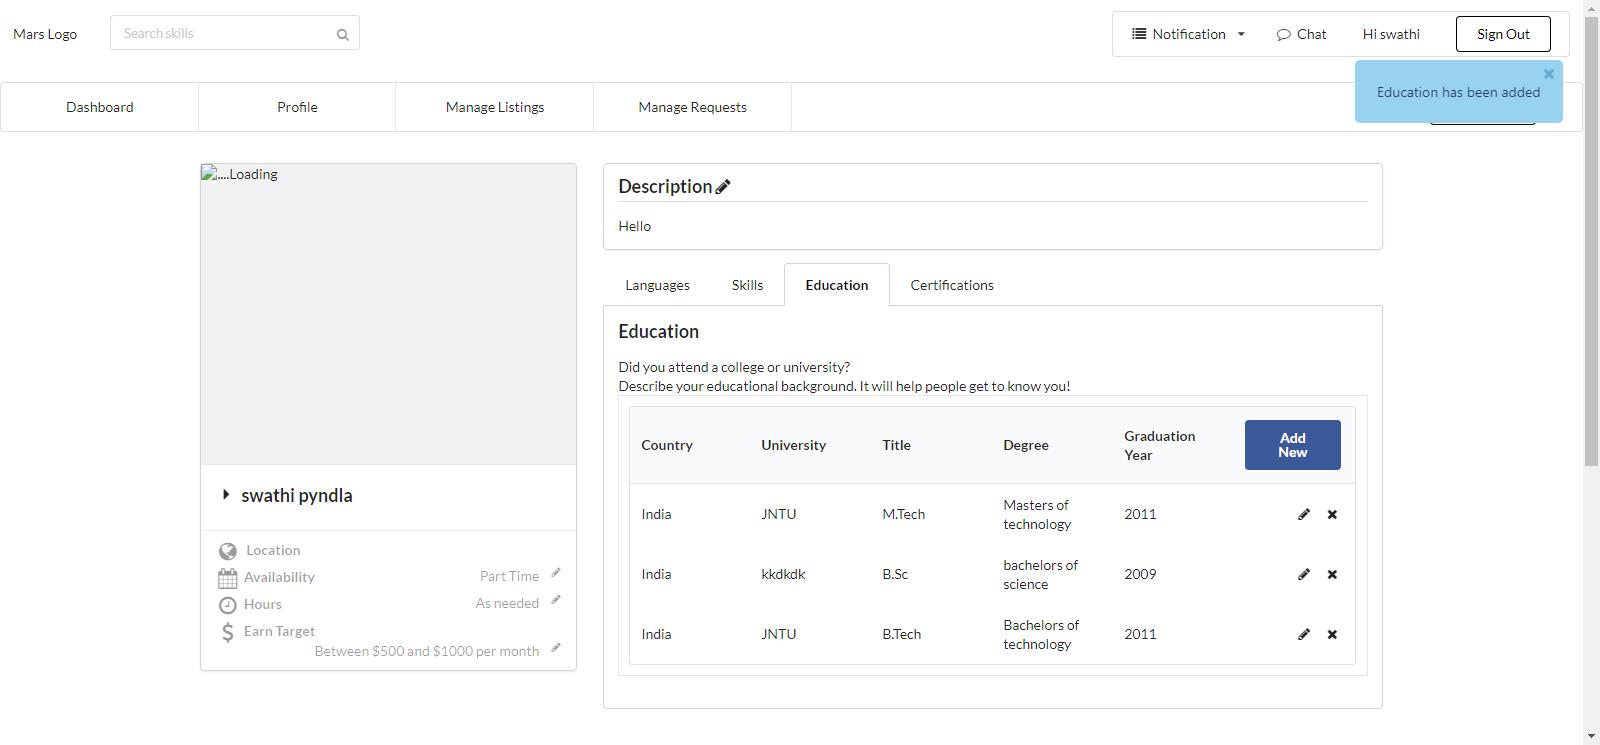 Mars Logo
Search skills
Notification
Chat
Hi swathi
Sign Out
Education has been added
Dashboard
Profile
Manage Listings
Manage Requests
....Loading
swathi pyndla
Location
Availability
Part Time
Hours
As needed
Earn Target
Between $500 and $1000 per month
Description
Hello
Languages
Skills
Education
Certifications
Education
Did you attend a college or university?
Describe your educational background. It will help people get to know you!
Country
University
Title
Degree
Graduation
Year
Add
New
India
JNTU
M.Tech
Masters of
technology
2011
India
kkdkdk
B.Sc
bachelors of
science
2009
India
JNTU
B.Tech
Bachelors of
technology
2011